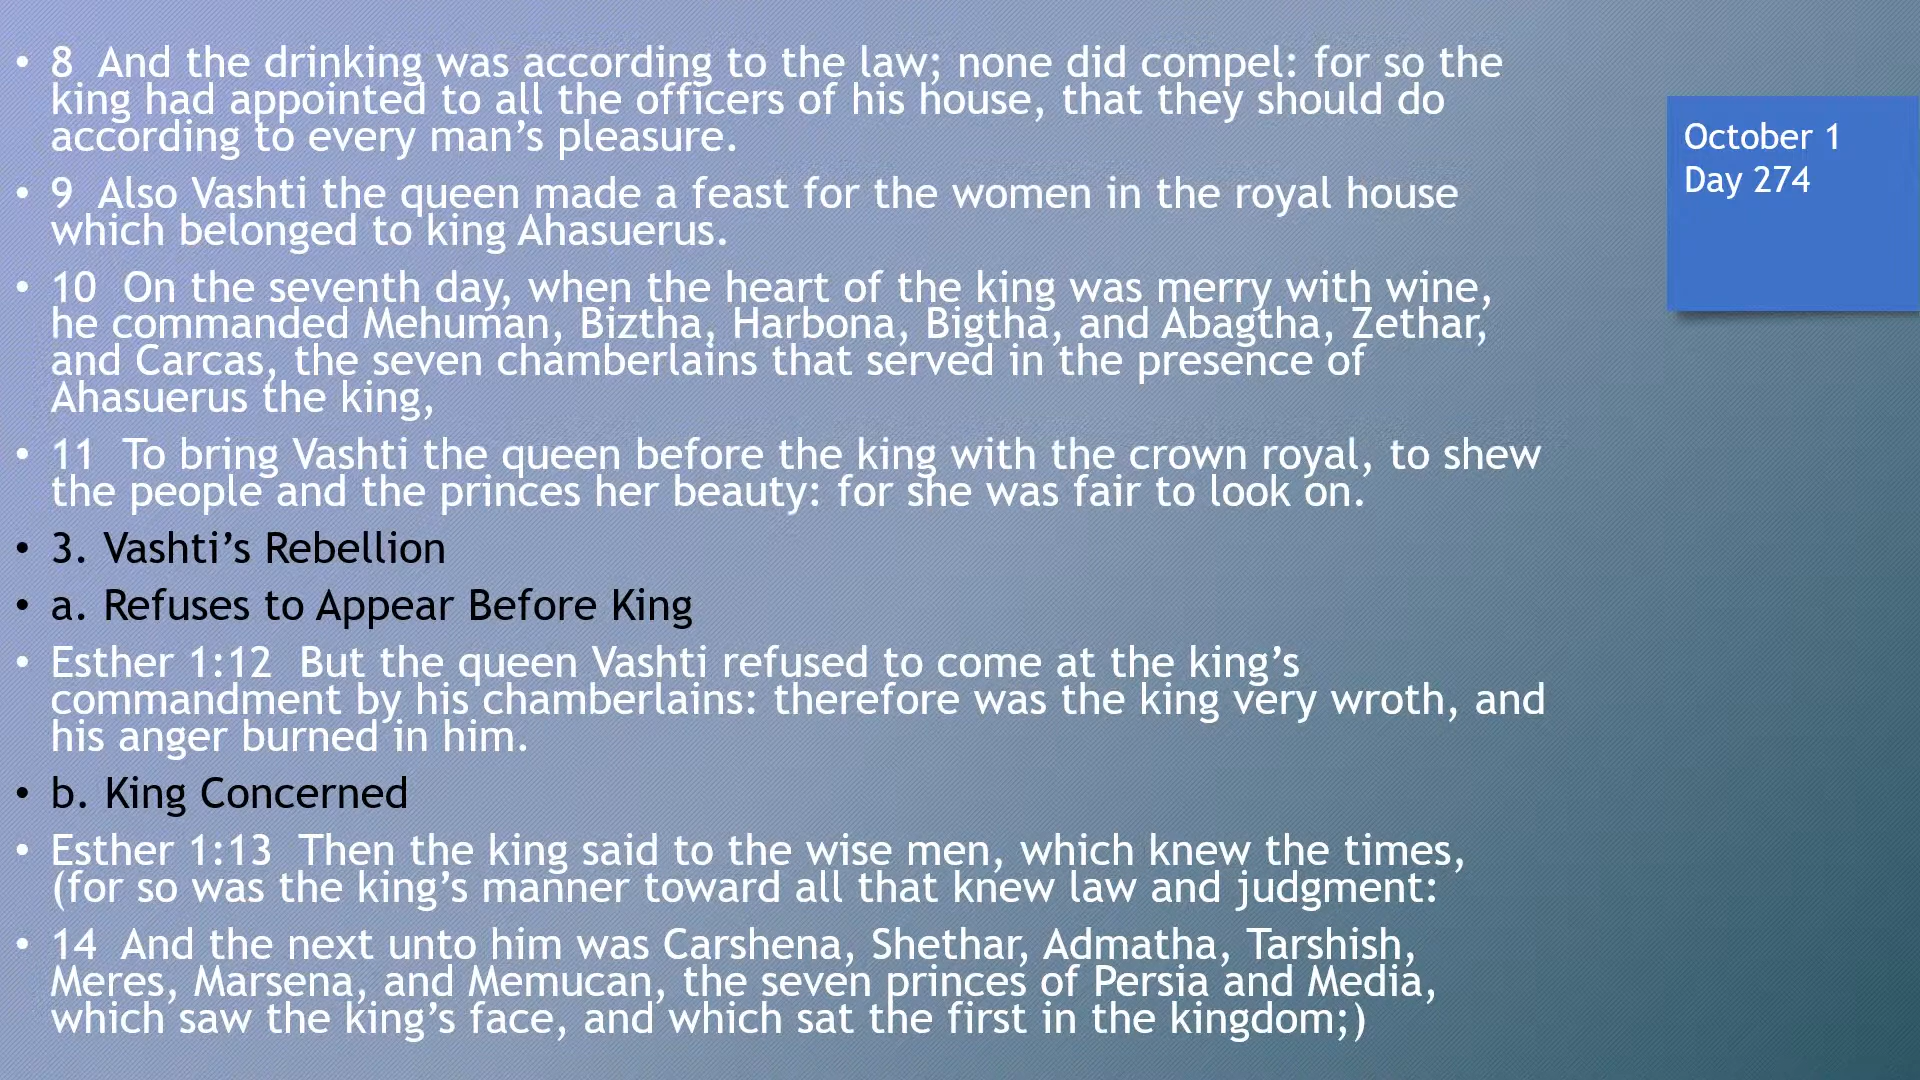 • 8  And the drinking was according to the law; none did compel: for so the
king had appointed to all the officers of his house, that they should do
according to every man’s pleasure.
• 9  Also Vashti the queen made a feast for the women in the royal house
which belonged to king Ahasuerus.
• 10  On the seventh day, when the heart of the king was merry with wine,
he commanded Mehuman, Biztha, Harbona, Bigtha, and Abagtha, Zethar,
and Carcas, the seven chamberlains that served in the presence of
Ahasuerus the king,
• 11  To bring Vashti the queen before the king with the crown royal, to shew
the people and the princes her beauty: for she was fair to look on.
• 3. Vashti’s Rebellion
• a. Refuses to Appear Before King
• Esther 1:12  But the queen Vashti refused to come at the king’s
commandment by his chamberlains: therefore was the king very wroth, and
his anger burned in him.
• b. King Concerned
• Esther 1:13  Then the king said to the wise men, which knew the times,
(for so was the king’s manner toward all that knew law and judgment:
• 14  And the next unto him was Carshena, Shethar, Admatha, Tarshish,
Meres, Marsena, and Memucan, the seven princes of Persia and Media,
which saw the king’s face, and which sat the first in the kingdom;)
October 1
Day 274